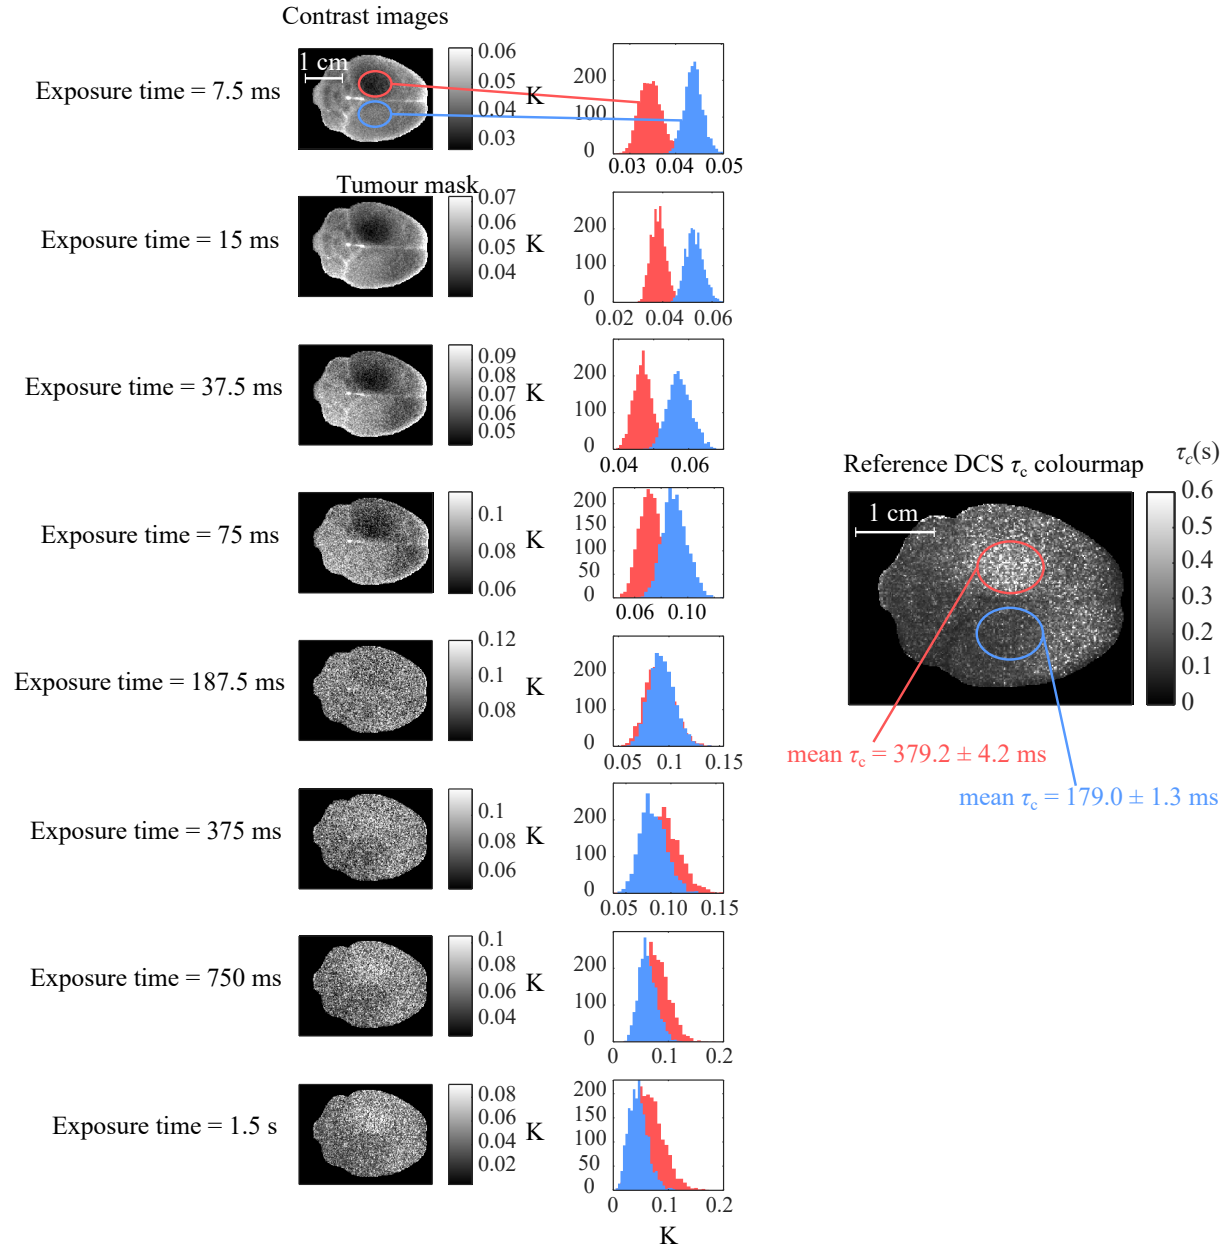 Contrast images
Exposure time = 7.5 ms
1 cm
0.06
0.05
0.04
0.03
K
200
100
0
0.03 0.04 0.05
Tumour mask
Exposure time = 15 ms
0.07
0.06
0.05
0.04
K
200
100
0
0.02 0.04 0.06
Exposure time = 37.5 ms
0.09
0.08
0.07
0.06
0.05
K
200
100
0
0.04 0.06
Exposure time = 75 ms
0.1
0.08
0.06
K
200
150
100
50
0
0.06 0.10
Exposure time = 187.5 ms
0.12
0.1
0.08
K
200
100
0
0.05 0.1 0.15
Exposure time = 375 ms
0.1
0.08
0.06
K
200
100
0
0.05 0.10 0.15
Exposure time = 750 ms
0.1
0.08
0.06
0.04
K
200
100
0
0 0.1 0.2
Exposure time = 1.5 s
0.08
0.06
0.04
0.02
K
200
150
100
50
0
0 0.1 0.2
K
Reference DCS τc colourmap
τc(s)
1 cm
0.6
0.5
0.4
0.3
0.2
0.1
0
mean τc = 379.2 ± 4.2 ms
mean τc = 179.0 ± 1.3 ms